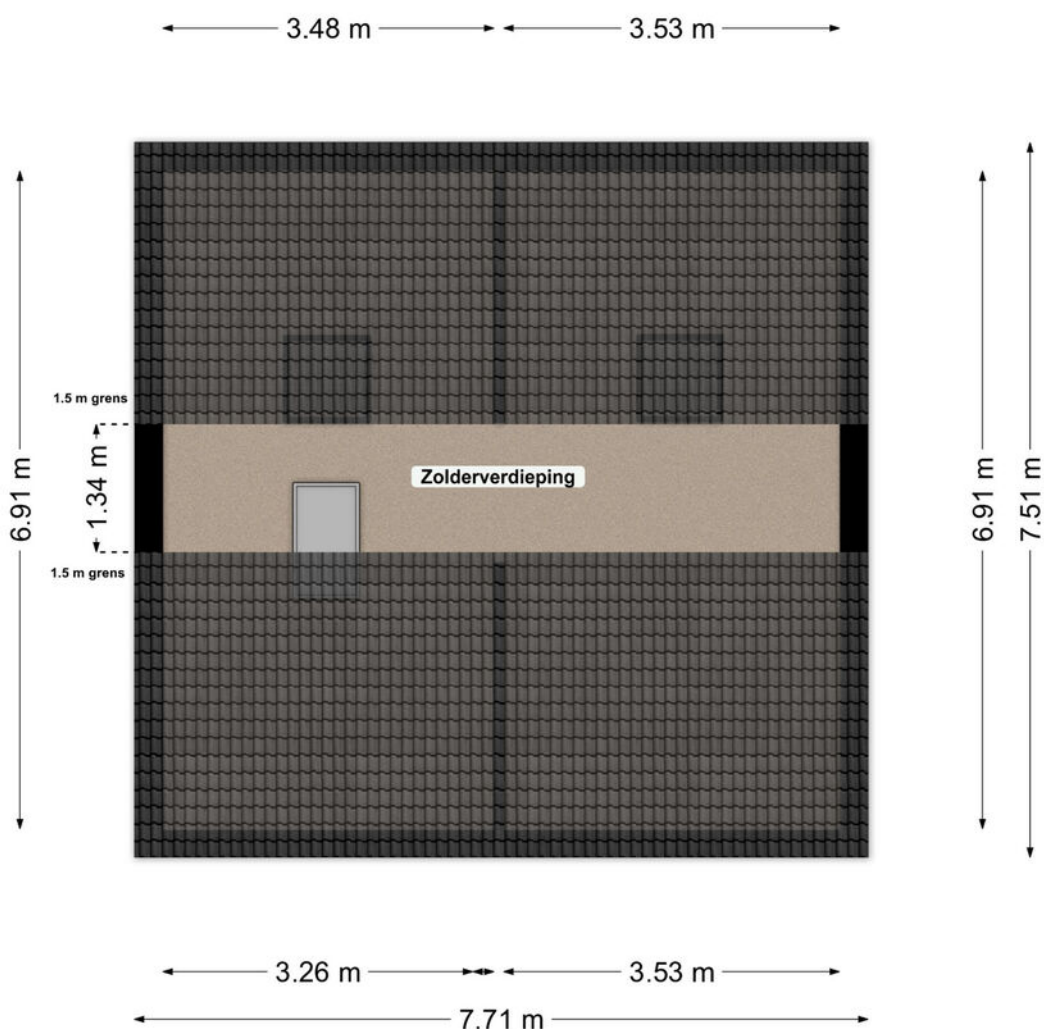 3.48 m
3.53 m
1.5 m grens
Zolderverdieping
6.91 m
1.34 m
6.91 m
7.51 m
1.5 m grens
3.26 m
3.53 m
7.71 m